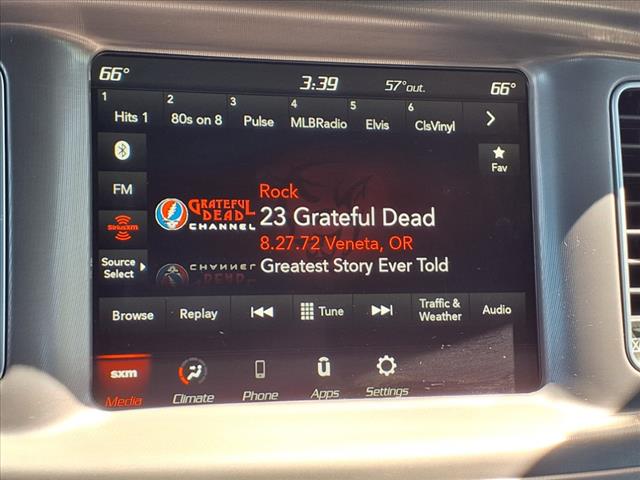 66° 3:39 57°out. 66°
1 2 3 4 5 6
Hits 1 80s on 8 Pulse MLBRadio Elvis ClsVinyl
Fav
FM
SiriusXM
Source
Select
Rock
GRATEFUL
DEAD
CHANNEL
23 Grateful Dead
8.27.72 Veneta, OR
Greatest Story Ever Told
Browse Replay Tune Traffic &
Weather Audio
sxm
Media Climate Phone Apps Settings